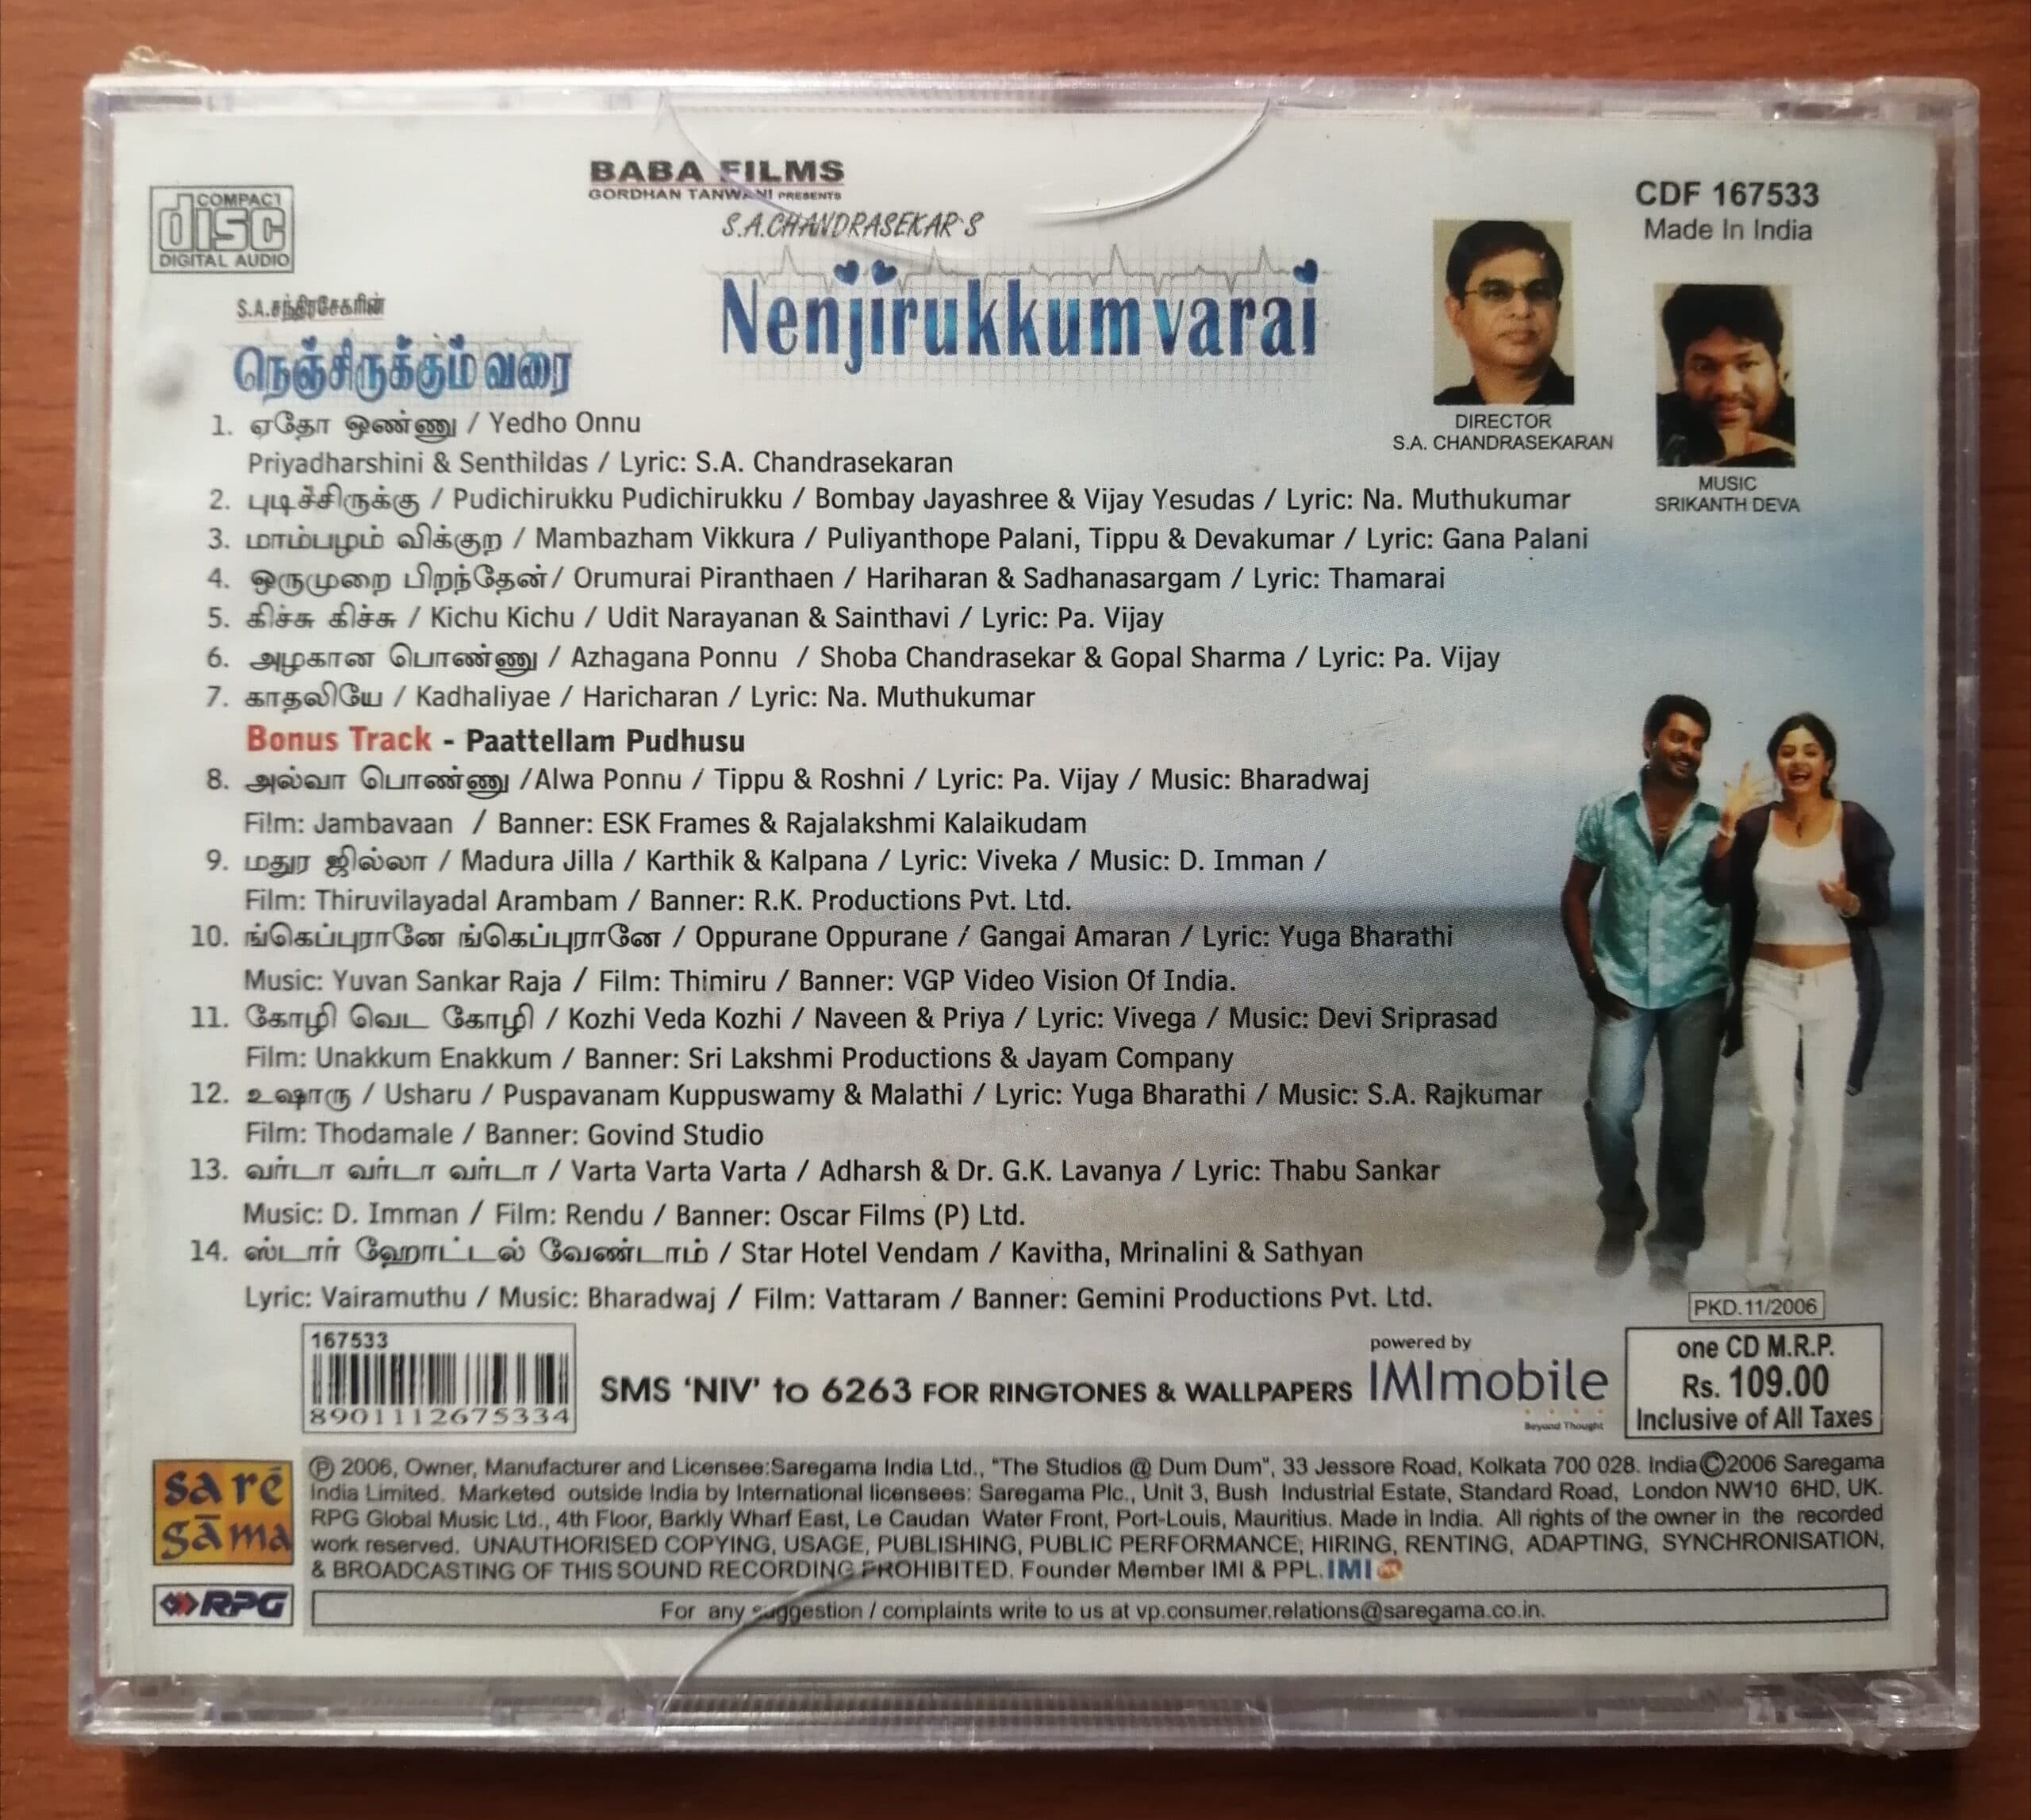 COMPACT
disc
DIGITAL AUDIO
BABA FILMS
GORDHAN TANWANI PRESENTS
S.A.CHANDRASEKAR'S
Nenjirukkum varai
CDF 167533
Made In India
S.A.சந்திரசேகரின்
நெஞ்சிருக்கும் வரை
DIRECTOR
S.A. CHANDRASEKARAN
MUSIC
SRIKANTH DEVA
1. ஏதோ ஒண்ணு / Yedho Onnu
Priyadharshini & Senthildas / Lyric: S.A. Chandrasekaran
2. புடிச்சிருக்கு / Pudichirukku Pudichirukku / Bombay Jayashree & Vijay Yesudas / Lyric: Na. Muthukumar
3. மாம்பழம் விக்குற / Mambazham Vikkura / Puliyanthope Palani, Tippu & Devakumar / Lyric: Gana Palani
4. ஒருமுறை பிறந்தேன்/ Orumurai Piranthaen / Hariharan & Sadhanasargam / Lyric: Thamarai
5. கிச்சு கிச்சு / Kichu Kichu / Udit Narayanan & Sainthavi / Lyric: Pa. Vijay
6. அழகான பொண்ணு / Azhagana Ponnu / Shoba Chandrasekar & Gopal Sharma / Lyric: Pa. Vijay
7. காதலியே / Kadhaliyae / Haricharan / Lyric: Na. Muthukumar
Bonus Track - Paattellam Pudhusu
8. அல்வா பொண்ணு /Alwa Ponnu / Tippu & Roshni / Lyric: Pa. Vijay / Music: Bharadwaj
Film: Jambavaan / Banner: ESK Frames & Rajalakshmi Kalaikudam
9. மதுர ஜில்லா / Madura Jilla / Karthik & Kalpana / Lyric: Viveka / Music: D. Imman /
Film: Thiruvilayadal Arambam / Banner: R.K. Productions Pvt. Ltd.
10. ங்கெப்புரானே ங்கெப்புரானே / Oppurane Oppurane / Gangai Amaran / Lyric: Yuga Bharathi
Music: Yuvan Sankar Raja / Film: Thimiru / Banner: VGP Video Vision Of India.
11. கோழி வெட கோழி / Kozhi Veda Kozhi / Naveen & Priya / Lyric: Vivega / Music: Devi Sriprasad
Film: Unakkum Enakkum / Banner: Sri Lakshmi Productions & Jayam Company
12. உஷாரு / Usharu / Puspavanam Kuppuswamy & Malathi / Lyric: Yuga Bharathi / Music: S.A. Rajkumar
Film: Thodamale / Banner: Govind Studio
13. வர்டா வர்டா வர்டா / Varta Varta Varta / Adharsh & Dr. G.K. Lavanya / Lyric: Thabu Sankar
Music: D. Imman / Film: Rendu / Banner: Oscar Films (P) Ltd.
14. ஸ்டார் ஹோட்டல் வேண்டாம் / Star Hotel Vendam / Kavitha, Mrinalini & Sathyan
Lyric: Vairamuthu / Music: Bharadwaj / Film: Vattaram / Banner: Gemini Productions Pvt. Ltd.
PKD.11/2006
167533
8901112675334
SMS 'NIV' to 6263 FOR RINGTONES & WALLPAPERS
powered by
IMImobile
Beyond Thought
one CD M.R.P.
Rs. 109.00
Inclusive of All Taxes
saré
gāma
RPG
Ⓟ 2006, Owner, Manufacturer and Licensee:Saregama India Ltd., "The Studios @ Dum Dum", 33 Jessore Road, Kolkata 700 028. India©2006 Saregama
India Limited. Marketed outside India by International licensees: Saregama Plc., Unit 3, Bush Industrial Estate, Standard Road, London NW10 6HD, UK.
RPG Global Music Ltd., 4th Floor, Barkly Wharf East, Le Caudan Water Front, Port-Louis, Mauritius. Made in India. All rights of the owner in the recorded
work reserved. UNAUTHORISED COPYING, USAGE, PUBLISHING, PUBLIC PERFORMANCE, HIRING, RENTING, ADAPTING, SYNCHRONISATION,
& BROADCASTING OF THIS SOUND RECORDING PROHIBITED. Founder Member IMI & PPL. IMI
For any suggestion / complaints write to us at vp.consumer.relations@saregama.co.in.